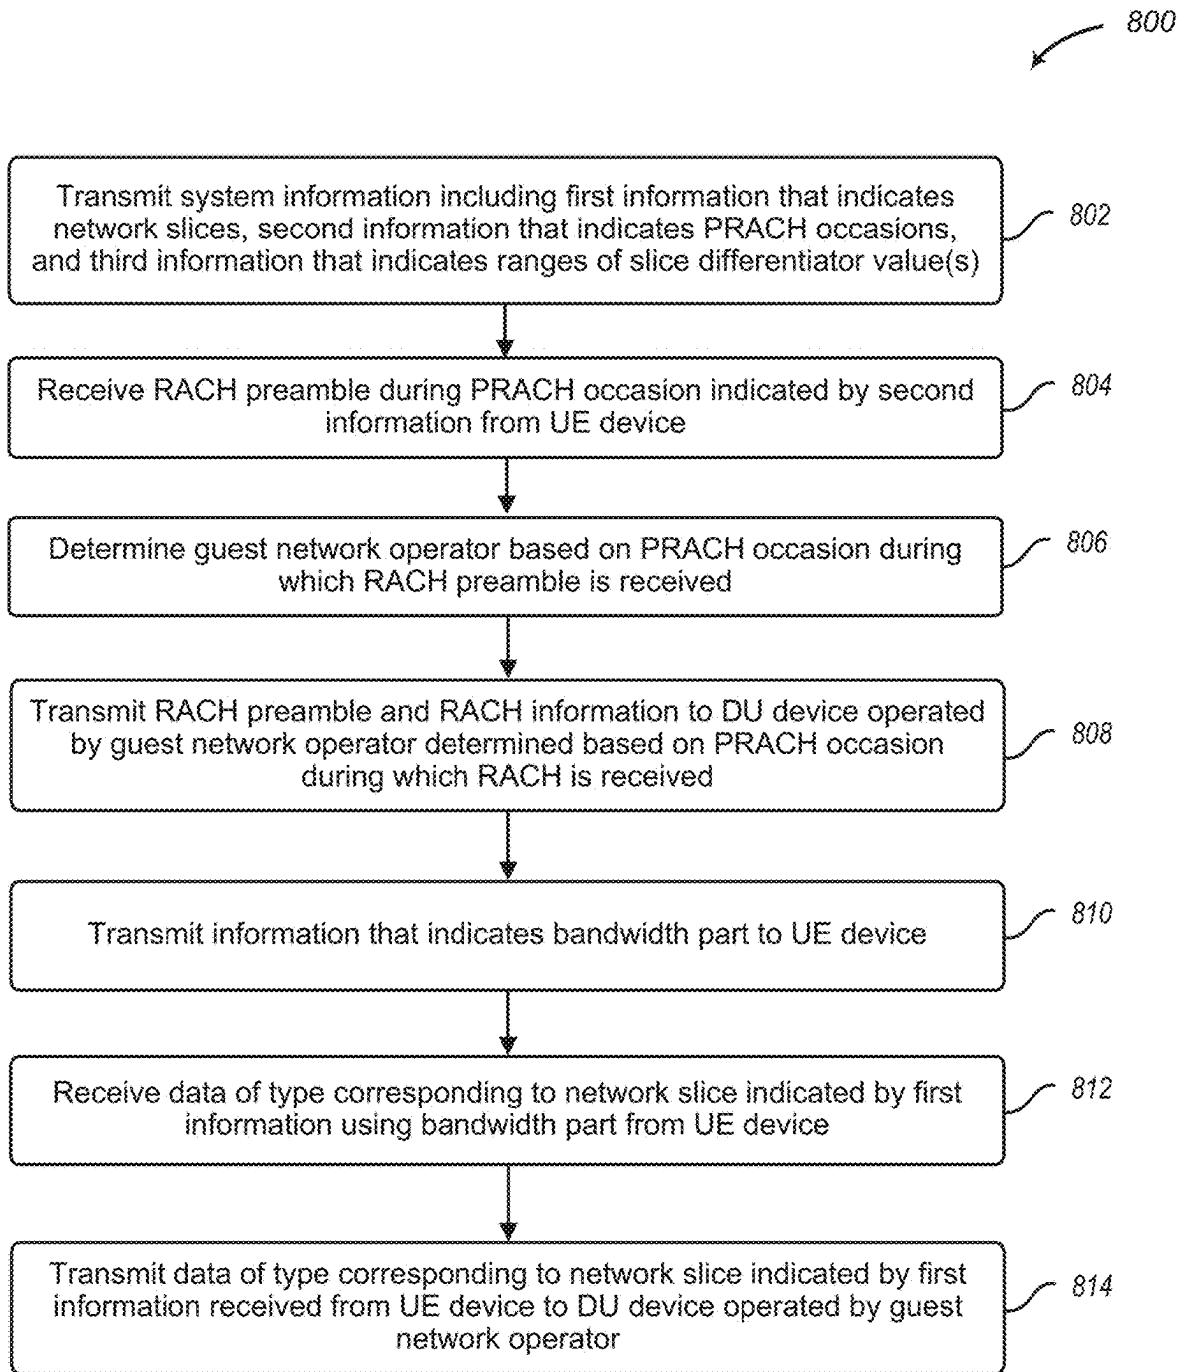 800
Transmit system information including first information that indicates
network slices, second information that indicates PRACH occasions,
and third information that indicates ranges of slice differentiator value(s)
802
Receive RACH preamble during PRACH occasion indicated by second
information from UE device
804
Determine guest network operator based on PRACH occasion during
which RACH preamble is received
806
Transmit RACH preamble and RACH information to DU device operated
by guest network operator determined based on PRACH occasion
during which RACH is received
808
Transmit information that indicates bandwidth part to UE device
810
Receive data of type corresponding to network slice indicated by first
information using bandwidth part from UE device
812
Transmit data of type corresponding to network slice indicated by first
information received from UE device to DU device operated by guest
network operator
814